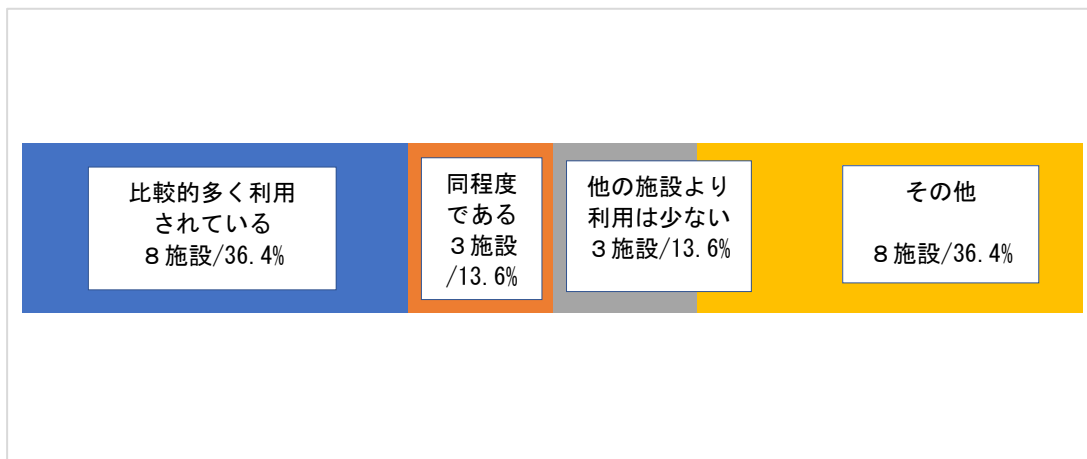 比較的多く利用
されている
8施設/36.4%
同程度
である
3施設
/13.6%
他の施設より
利用は少ない
3施設/13.6%
その他
8施設/36.4%